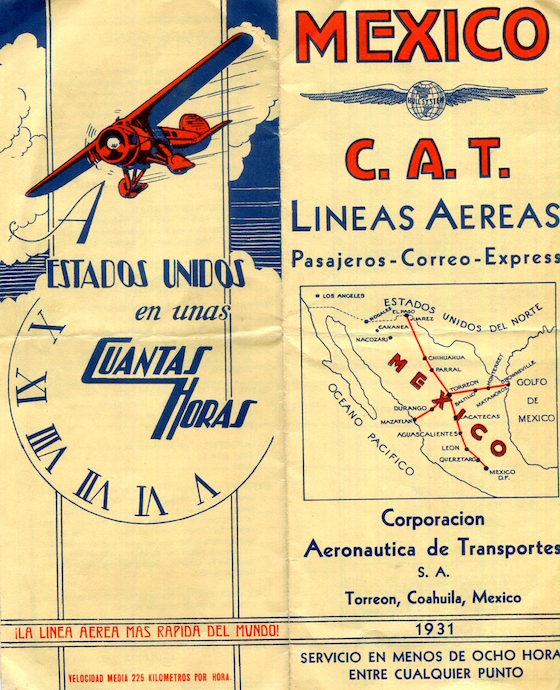 A
ESTADOS UNIDOS
en unas
CUANTAS
HORAS
X
IX
VIII
VII
VI
V
¡LA LINEA AEREA MAS RAPIDA DEL MUNDO!
VELOCIDAD MEDIA 225 KILOMETROS POR HORA.
MEXICO
C. A. T.
LINEAS AEREAS
Pasajeros-Correo-Express
LOS ANGELES
ESTADOS UNIDOS DEL NORTE
NOGALES
EL PASO
JUAREZ
CANANEA
NACOZARI
CHIHUAHUA
PARRAL
MEXICO
TORREON
SALTILLO
MONTERREY
BROWNSVILLE
MATAMOROS
GOLFO
DE
MEXICO
DURANGO
MAZATLAN
ZACATECAS
AGUASCALIENTES
LEON
QUERETARO
MEXICO
D.F.
OCEANO PACIFICO
Corporacion
Aeronautica de Transportes
S. A.
Torreon, Coahuila, Mexico
1931
SERVICIO EN MENOS DE OCHO HORA
ENTRE CUALQUIER PUNTO